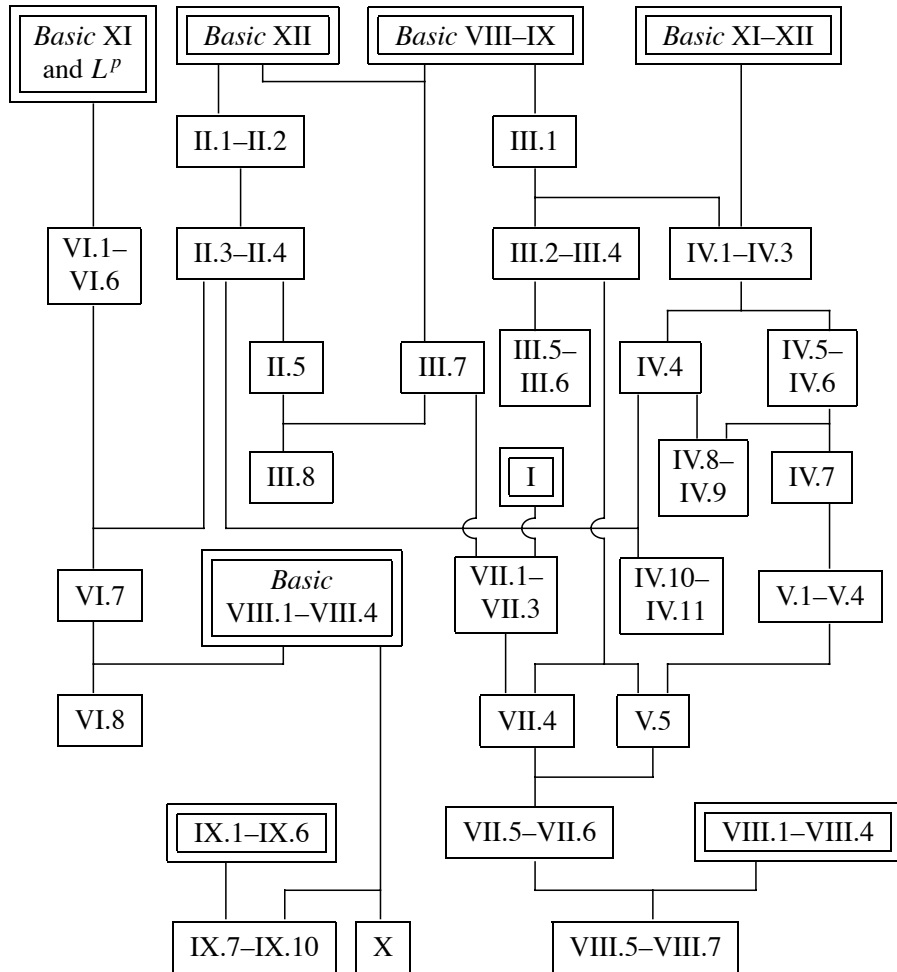 Basic XI
and L^p
Basic XII
Basic VIII–IX
Basic XI–XII
II.1–II.2
III.1
VI.1–
VI.6
II.3–II.4
III.2–III.4
IV.1–IV.3
II.5
III.7
III.5–
III.6
IV.4
IV.5–
IV.6
III.8
I
IV.8–
IV.9
IV.7
VI.7
Basic
VIII.1–VIII.4
VII.1–
VII.3
IV.10–
IV.11
V.1–V.4
VI.8
VII.4
V.5
IX.1–IX.6
VII.5–VII.6
VIII.1–VIII.4
IX.7–IX.10
X
VIII.5–VIII.7